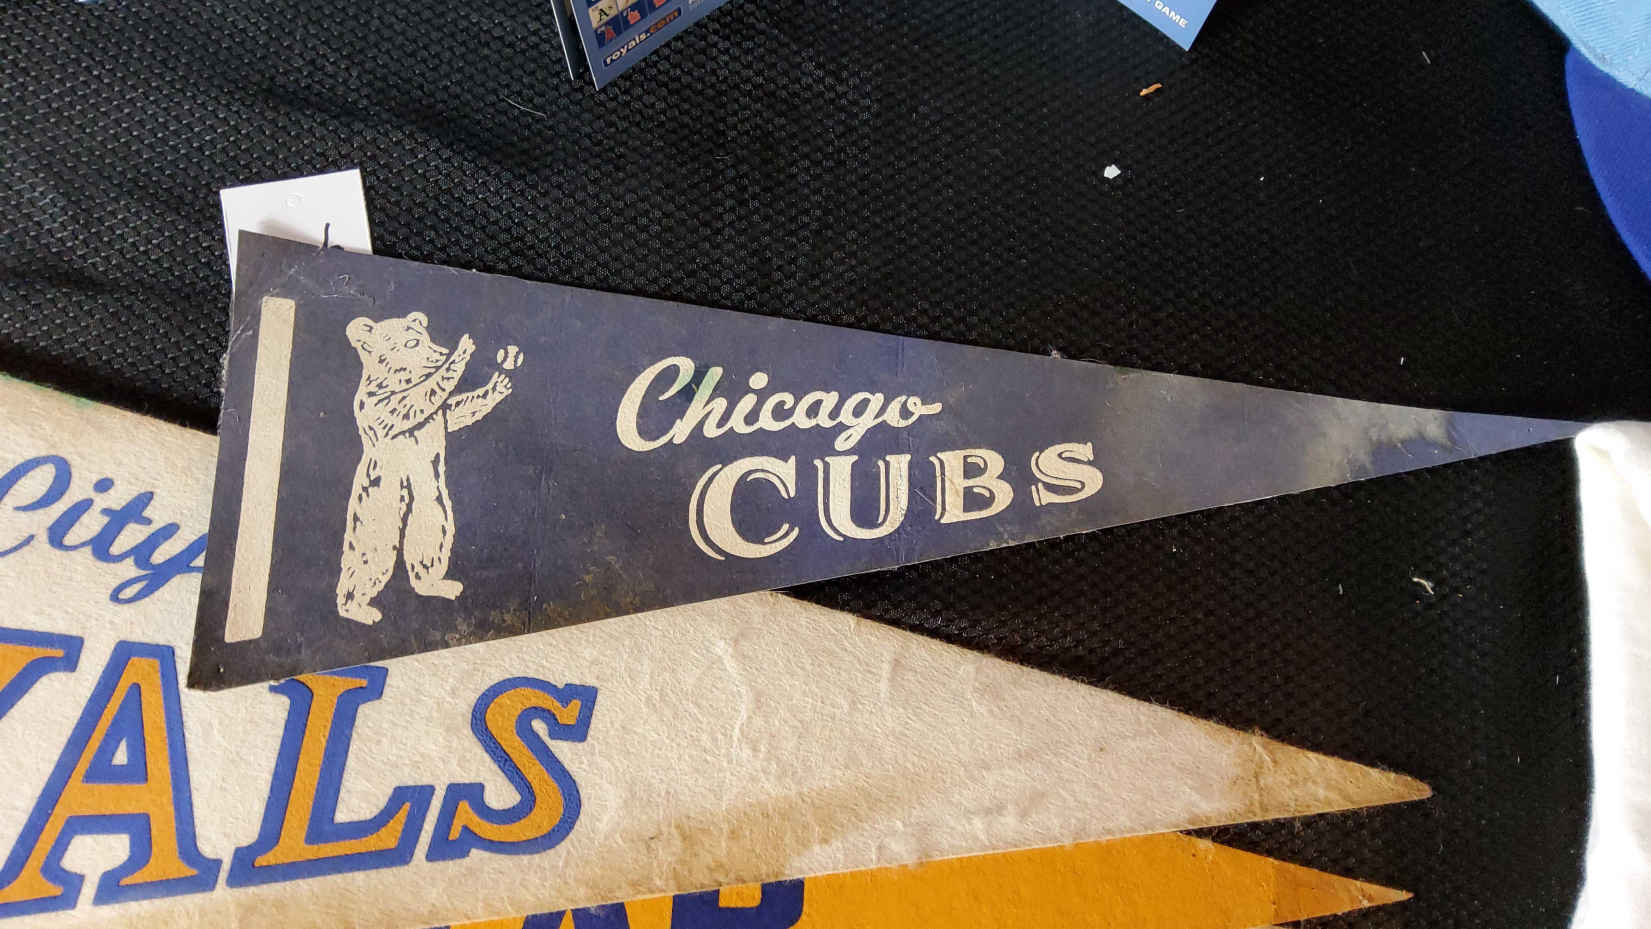 A's
royals.com
GAME
Chicago
CUBS
City
ALS